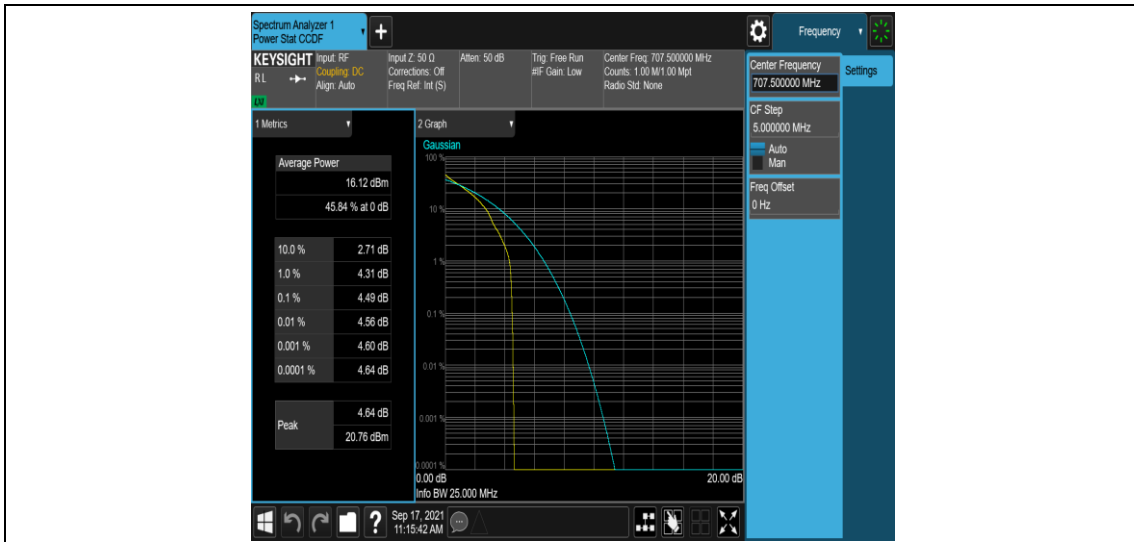 Spectrum Analyzer 1
Power Stat CCDF
+
Frequency
KEYSIGHT
RL
LXI
Input: RF
Coupling: DC
Align: Auto
Input Z: 50 Ω
Corrections: Off
Freq Ref: Int (S)
Atten: 50 dB
Trig: Free Run
#IF Gain: Low
Center Freq: 707.500000 MHz
Counts: 1.00 M/1.00 Mpt
Radio Std: None
Center Frequency
707.500000 MHz
Settings
CF Step
5.000000 MHz
Auto
Man
Freq Offset
0 Hz
1 Metrics
Average Power
16.12 dBm
45.84 % at 0 dB
10.0 % 2.71 dB
1.0 % 4.31 dB
0.1 % 4.49 dB
0.01 % 4.56 dB
0.001 % 4.60 dB
0.0001 % 4.64 dB
Peak
4.64 dB
20.76 dBm
2 Graph
Gaussian
100 %
10 %
1 %
0.1 %
0.01 %
0.001 %
0.0001 %
0.00 dB 20.00 dB
Info BW 25.000 MHz
?
Sep 17, 2021
11:15:42 AM